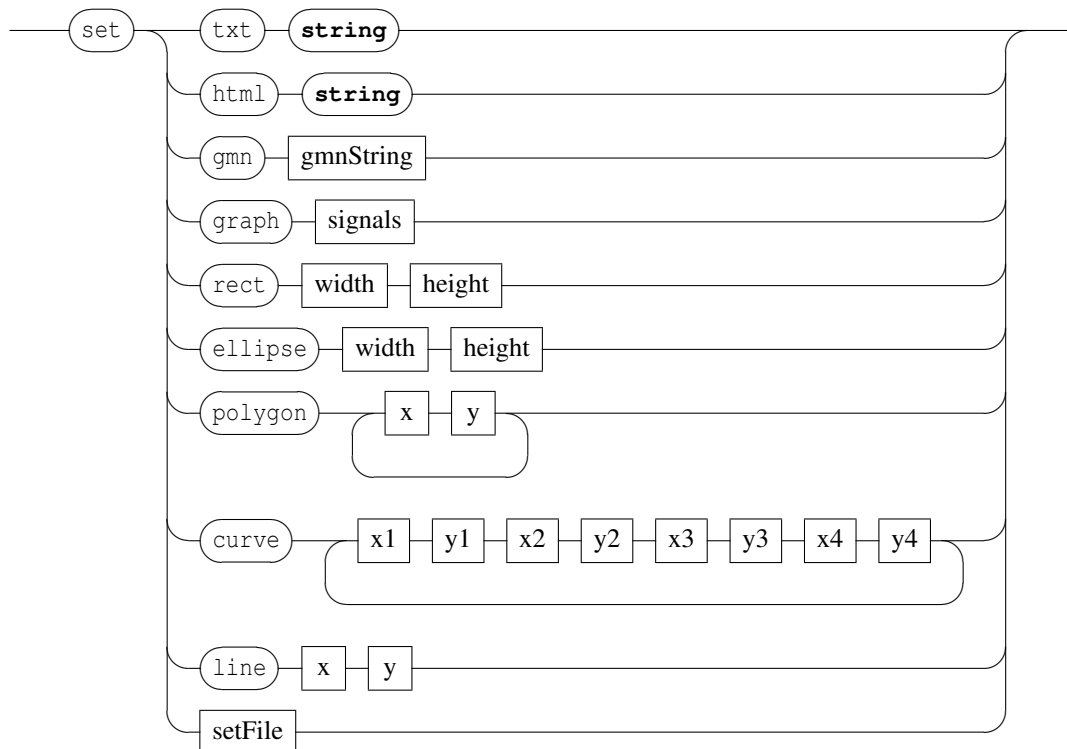 set txt string
html string
gmn gmnString
graph signals
rect width height
ellipse width height
polygon x y
curve x1 y1 x2 y2 x3 y3 x4 y4
line x y
setFile